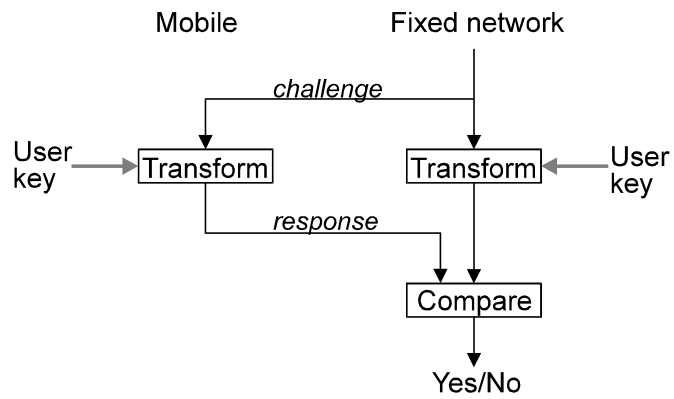 Mobile
Fixed network
challenge
User
key
Transform
Transform
User
key
response
Compare
Yes/No